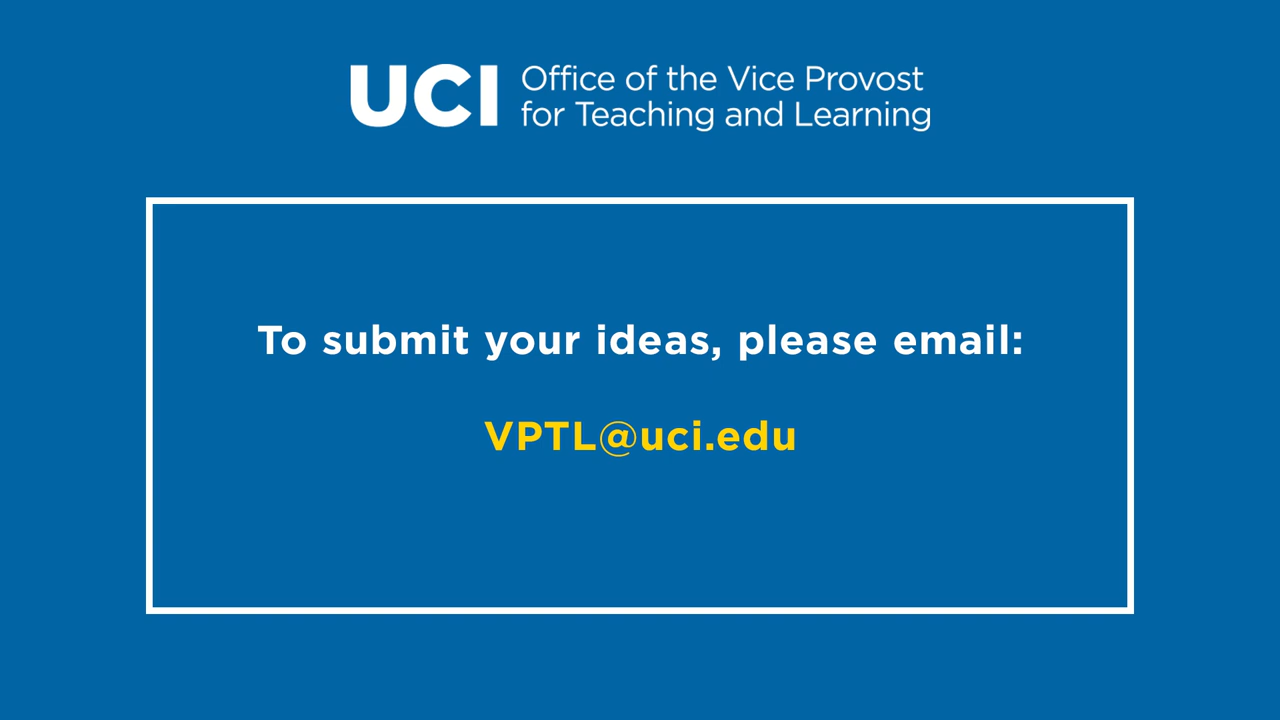 UCI
Office of the Vice Provost
for Teaching and Learning
To submit your ideas, please email:
VPTL@uci.edu